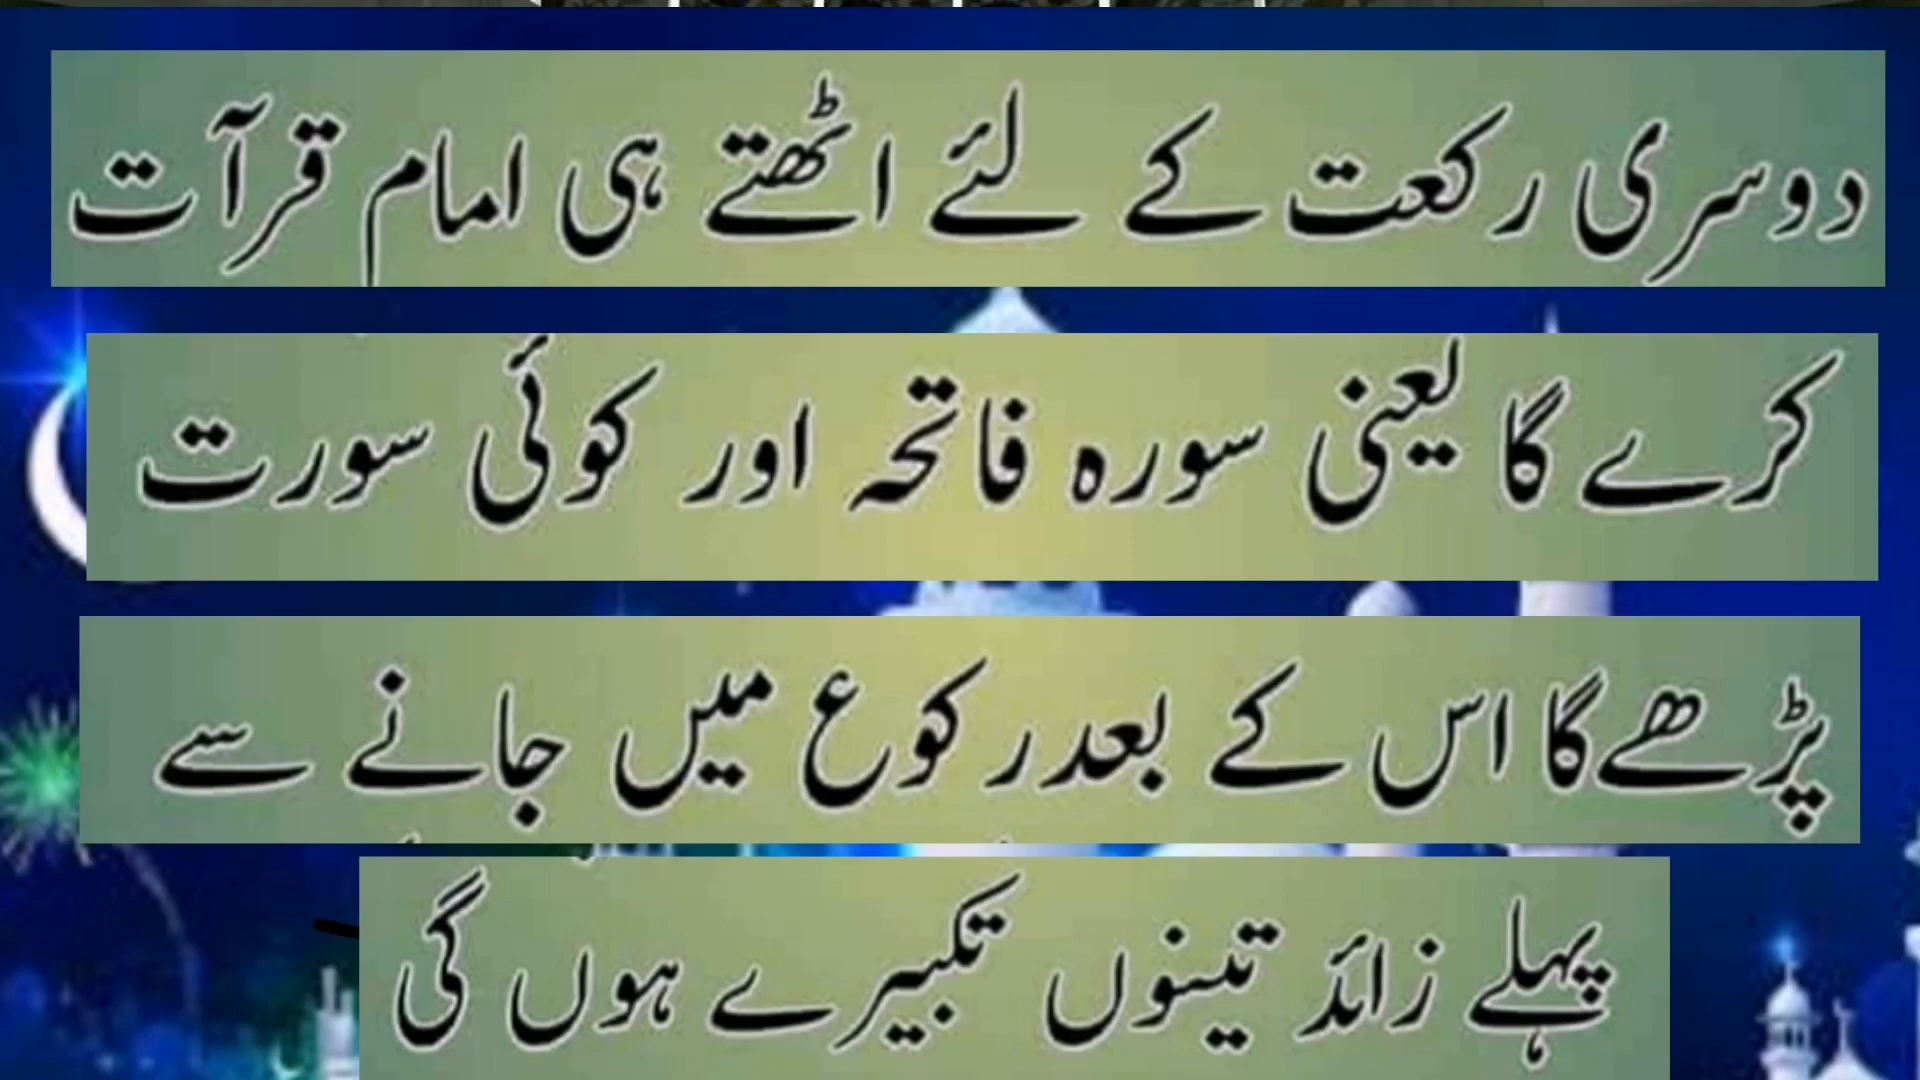 دوسری رکعت کے لئے اٹھتے ہی امام قرآت
کرے گا یعنی سورہ فاتحہ اور کوئی سورت
پڑھے گا اس کے بعد رکوع میں جانے سے
پہلے زائد تینوں تکبیرے ہوں گی